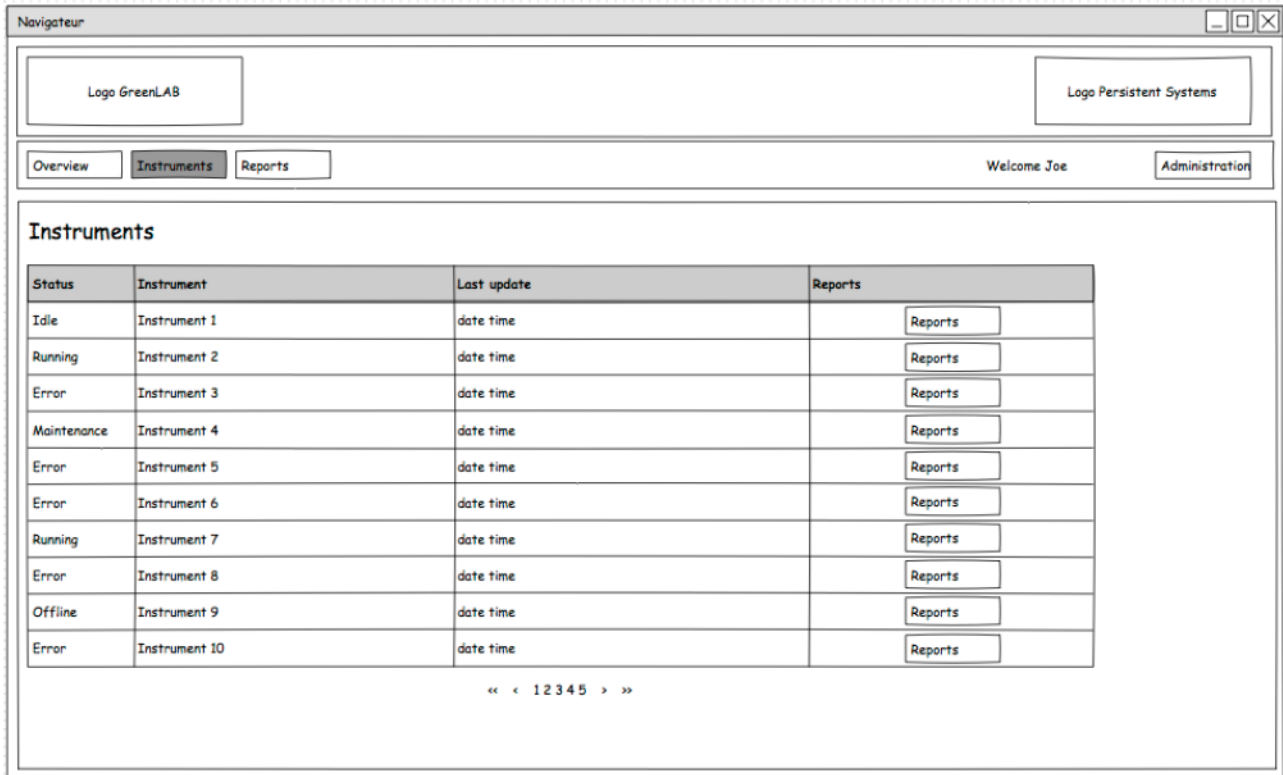 Navigateur
Logo GreenLAB Logo Persistent Systems
Overview Instruments Reports Welcome Joe Administration
Instruments
Status Instrument Last update Reports
Idle Instrument 1 date time Reports
Running Instrument 2 date time Reports
Error Instrument 3 date time Reports
Maintenance Instrument 4 date time Reports
Error Instrument 5 date time Reports
Error Instrument 6 date time Reports
Running Instrument 7 date time Reports
Error Instrument 8 date time Reports
Offline Instrument 9 date time Reports
Error Instrument 10 date time Reports
« ‹ 1 2 3 4 5 › »